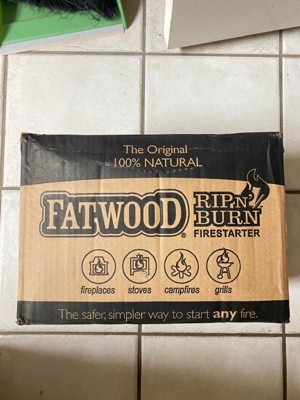 The Original
100% NATURAL
FATWOOD®
RIP N' BURN
FIRESTARTER
fireplaces stoves campfires grills
The safer, simpler way to start any fire.